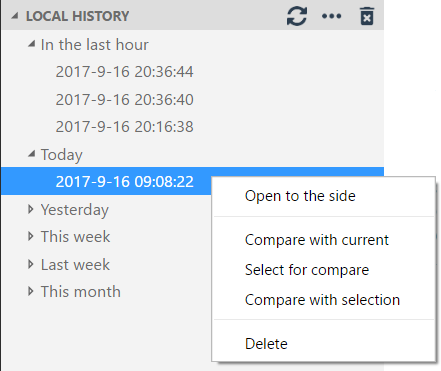 LOCAL HISTORY
In the last hour
2017-9-16 20:36:44
2017-9-16 20:36:40
2017-9-16 20:16:38
Today
2017-9-16 09:08:22
Yesterday
This week
Last week
This month
Open to the side
Compare with current
Select for compare
Compare with selection
Delete